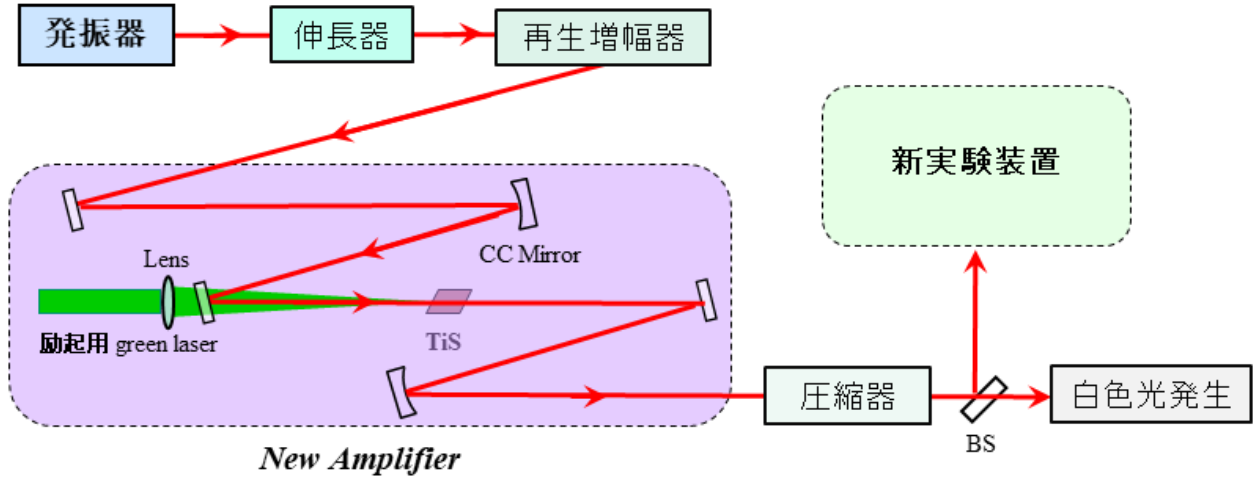 発振器
伸長器
再生増幅器
新実験装置
CC Mirror
Lens
励起用 green laser
TiS
圧縮器
白色光発生
BS
New Amplifier